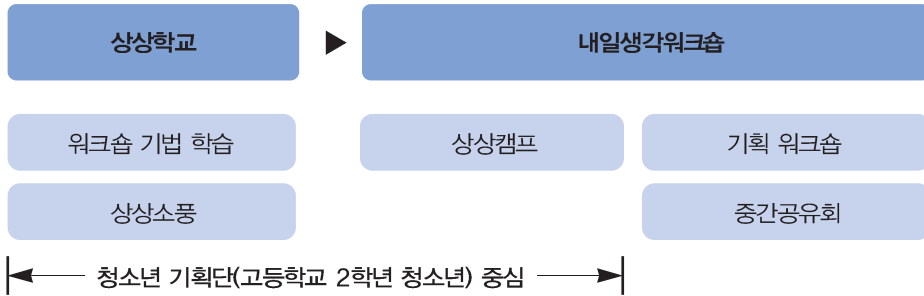 상상학교 ▶ 내일생각워크숍
워크숍 기법 학습 상상캠프 기획 워크숍
상상소풍 중간공유회
청소년 기획단(고등학교 2학년 청소년) 중심